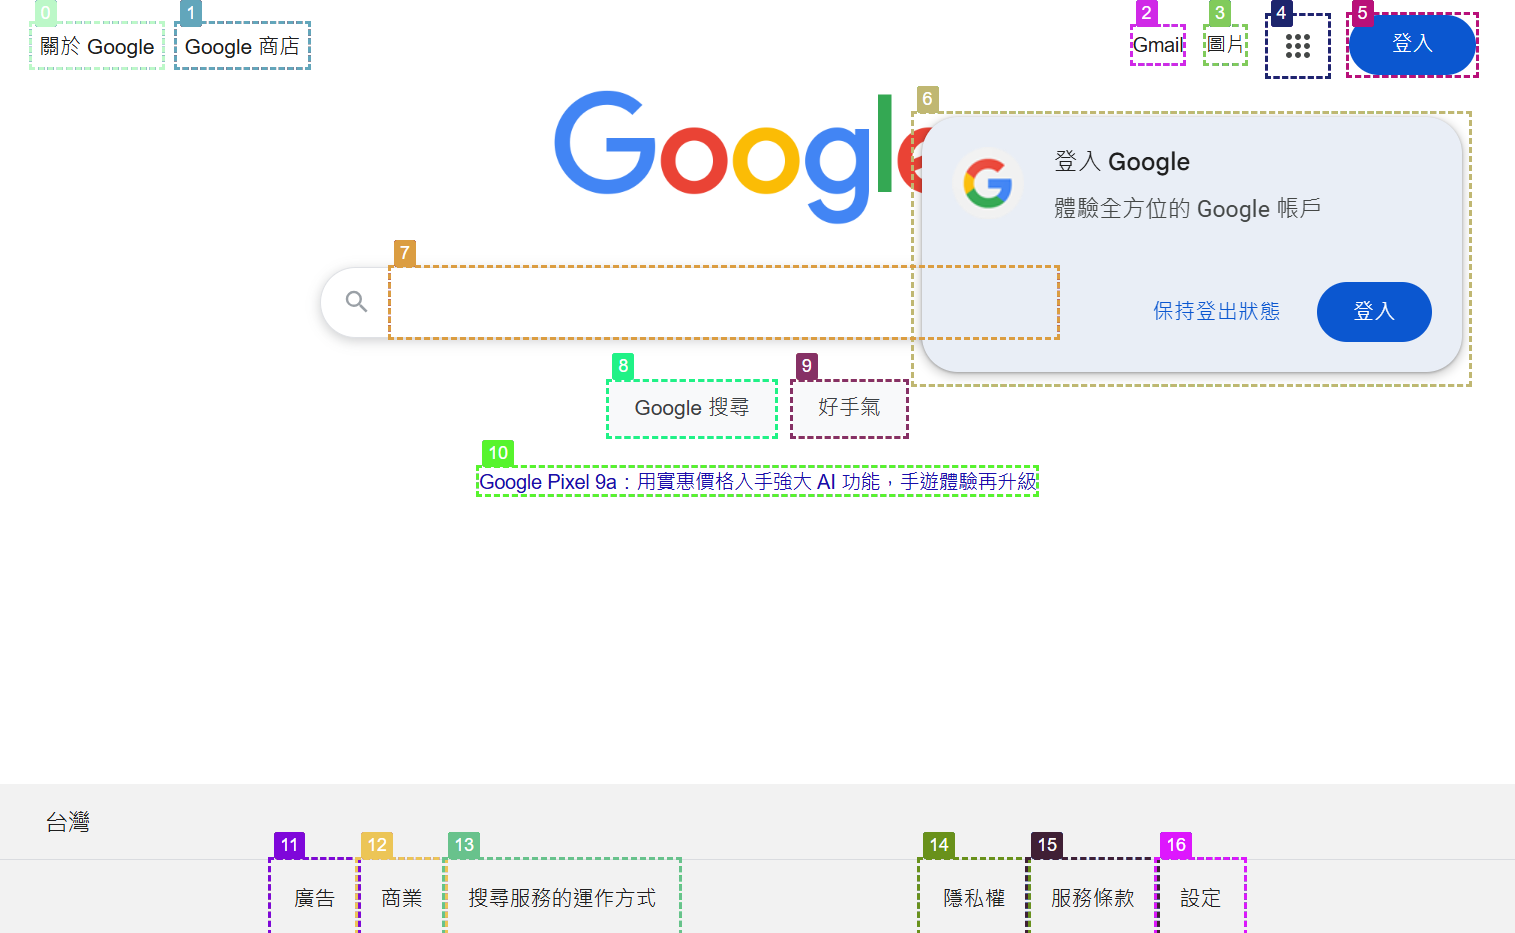 0
1
2
3
4
5
關於 Google
Google 商店
Gmail
圖片
登入
Google
6
登入 Google
體驗全方位的 Google 帳戶
7
保持登出狀態
登入
8
9
Google 搜尋
好手氣
10
Google Pixel 9a：用實惠價格入手強大 AI 功能，手遊體驗再升級
台灣
11
12
13
14
15
16
廣告
商業
搜尋服務的運作方式
隱私權
服務條款
設定